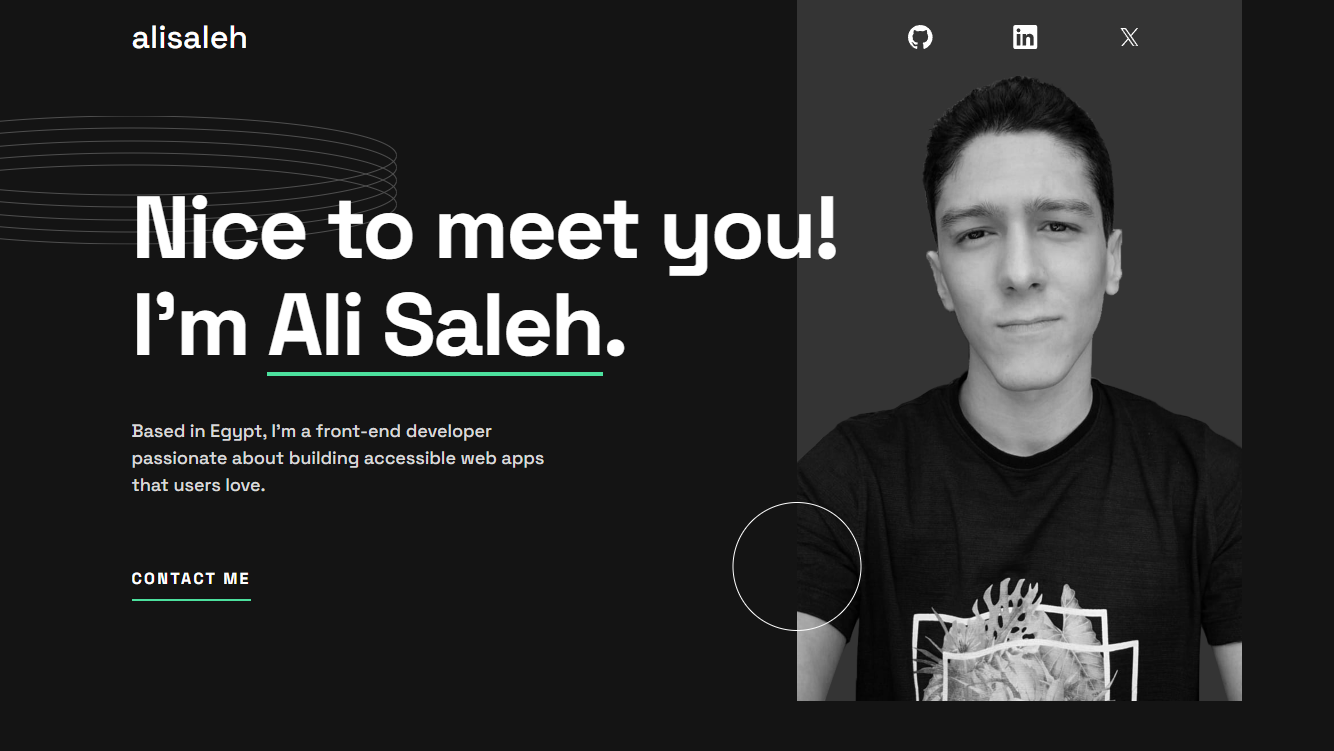 alisaleh
Nice to meet you!
I’m Ali Saleh.
Based in Egypt, I’m a front-end developer
passionate about building accessible web apps
that users love.
CONTACT ME